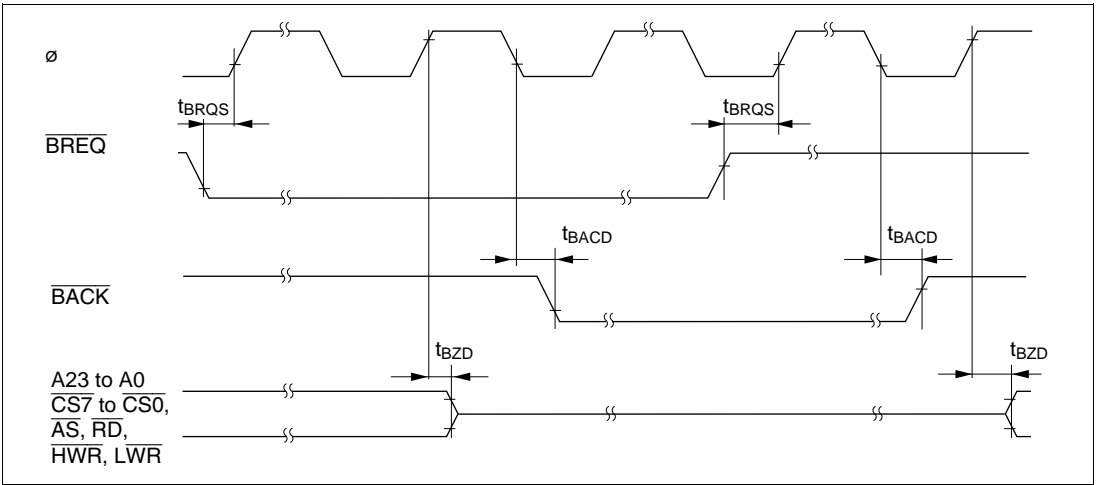 ø
tBRQS
tBRQS
BREQ
tBACD
tBACD
BACK
tBZD
tBZD
A23 to A0
CS7 to CS0,
AS, RD,
HWR, LWR